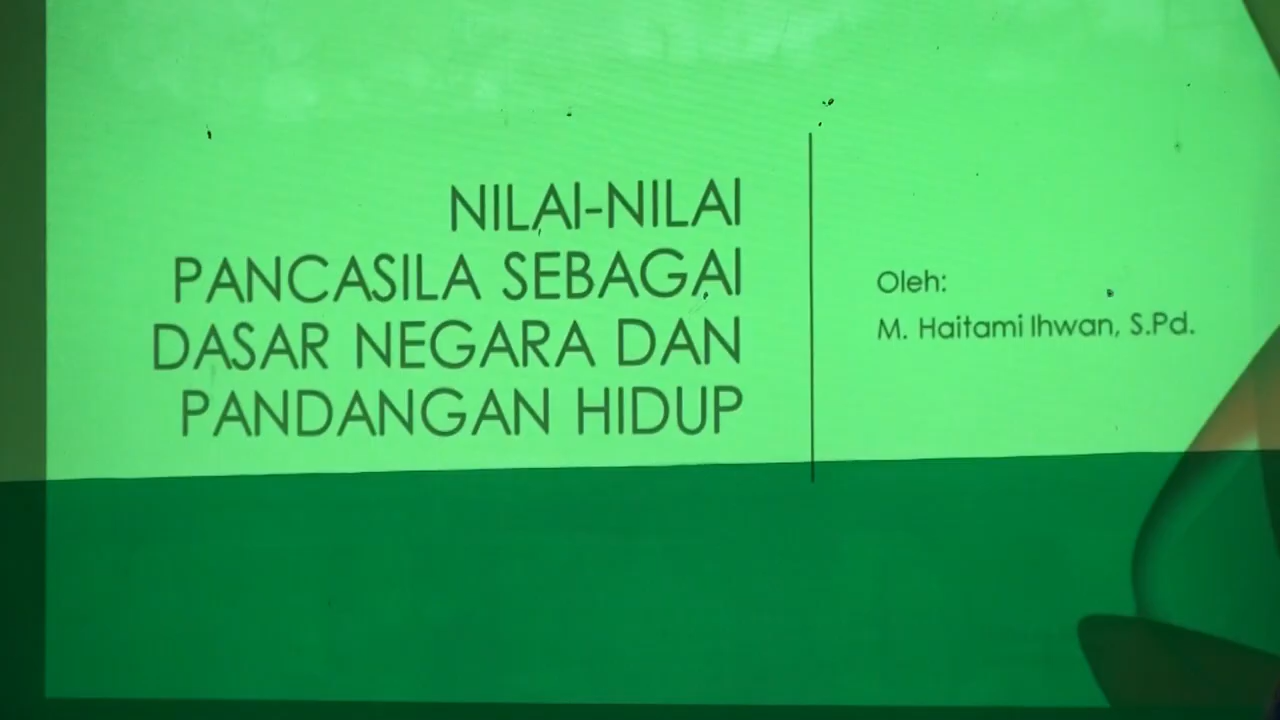 NILAI-NILAI
PANCASILA SEBAGAI
DASAR NEGARA DAN
PANDANGAN HIDUP
Oleh:
M. Haitami Ihwan, S.Pd.